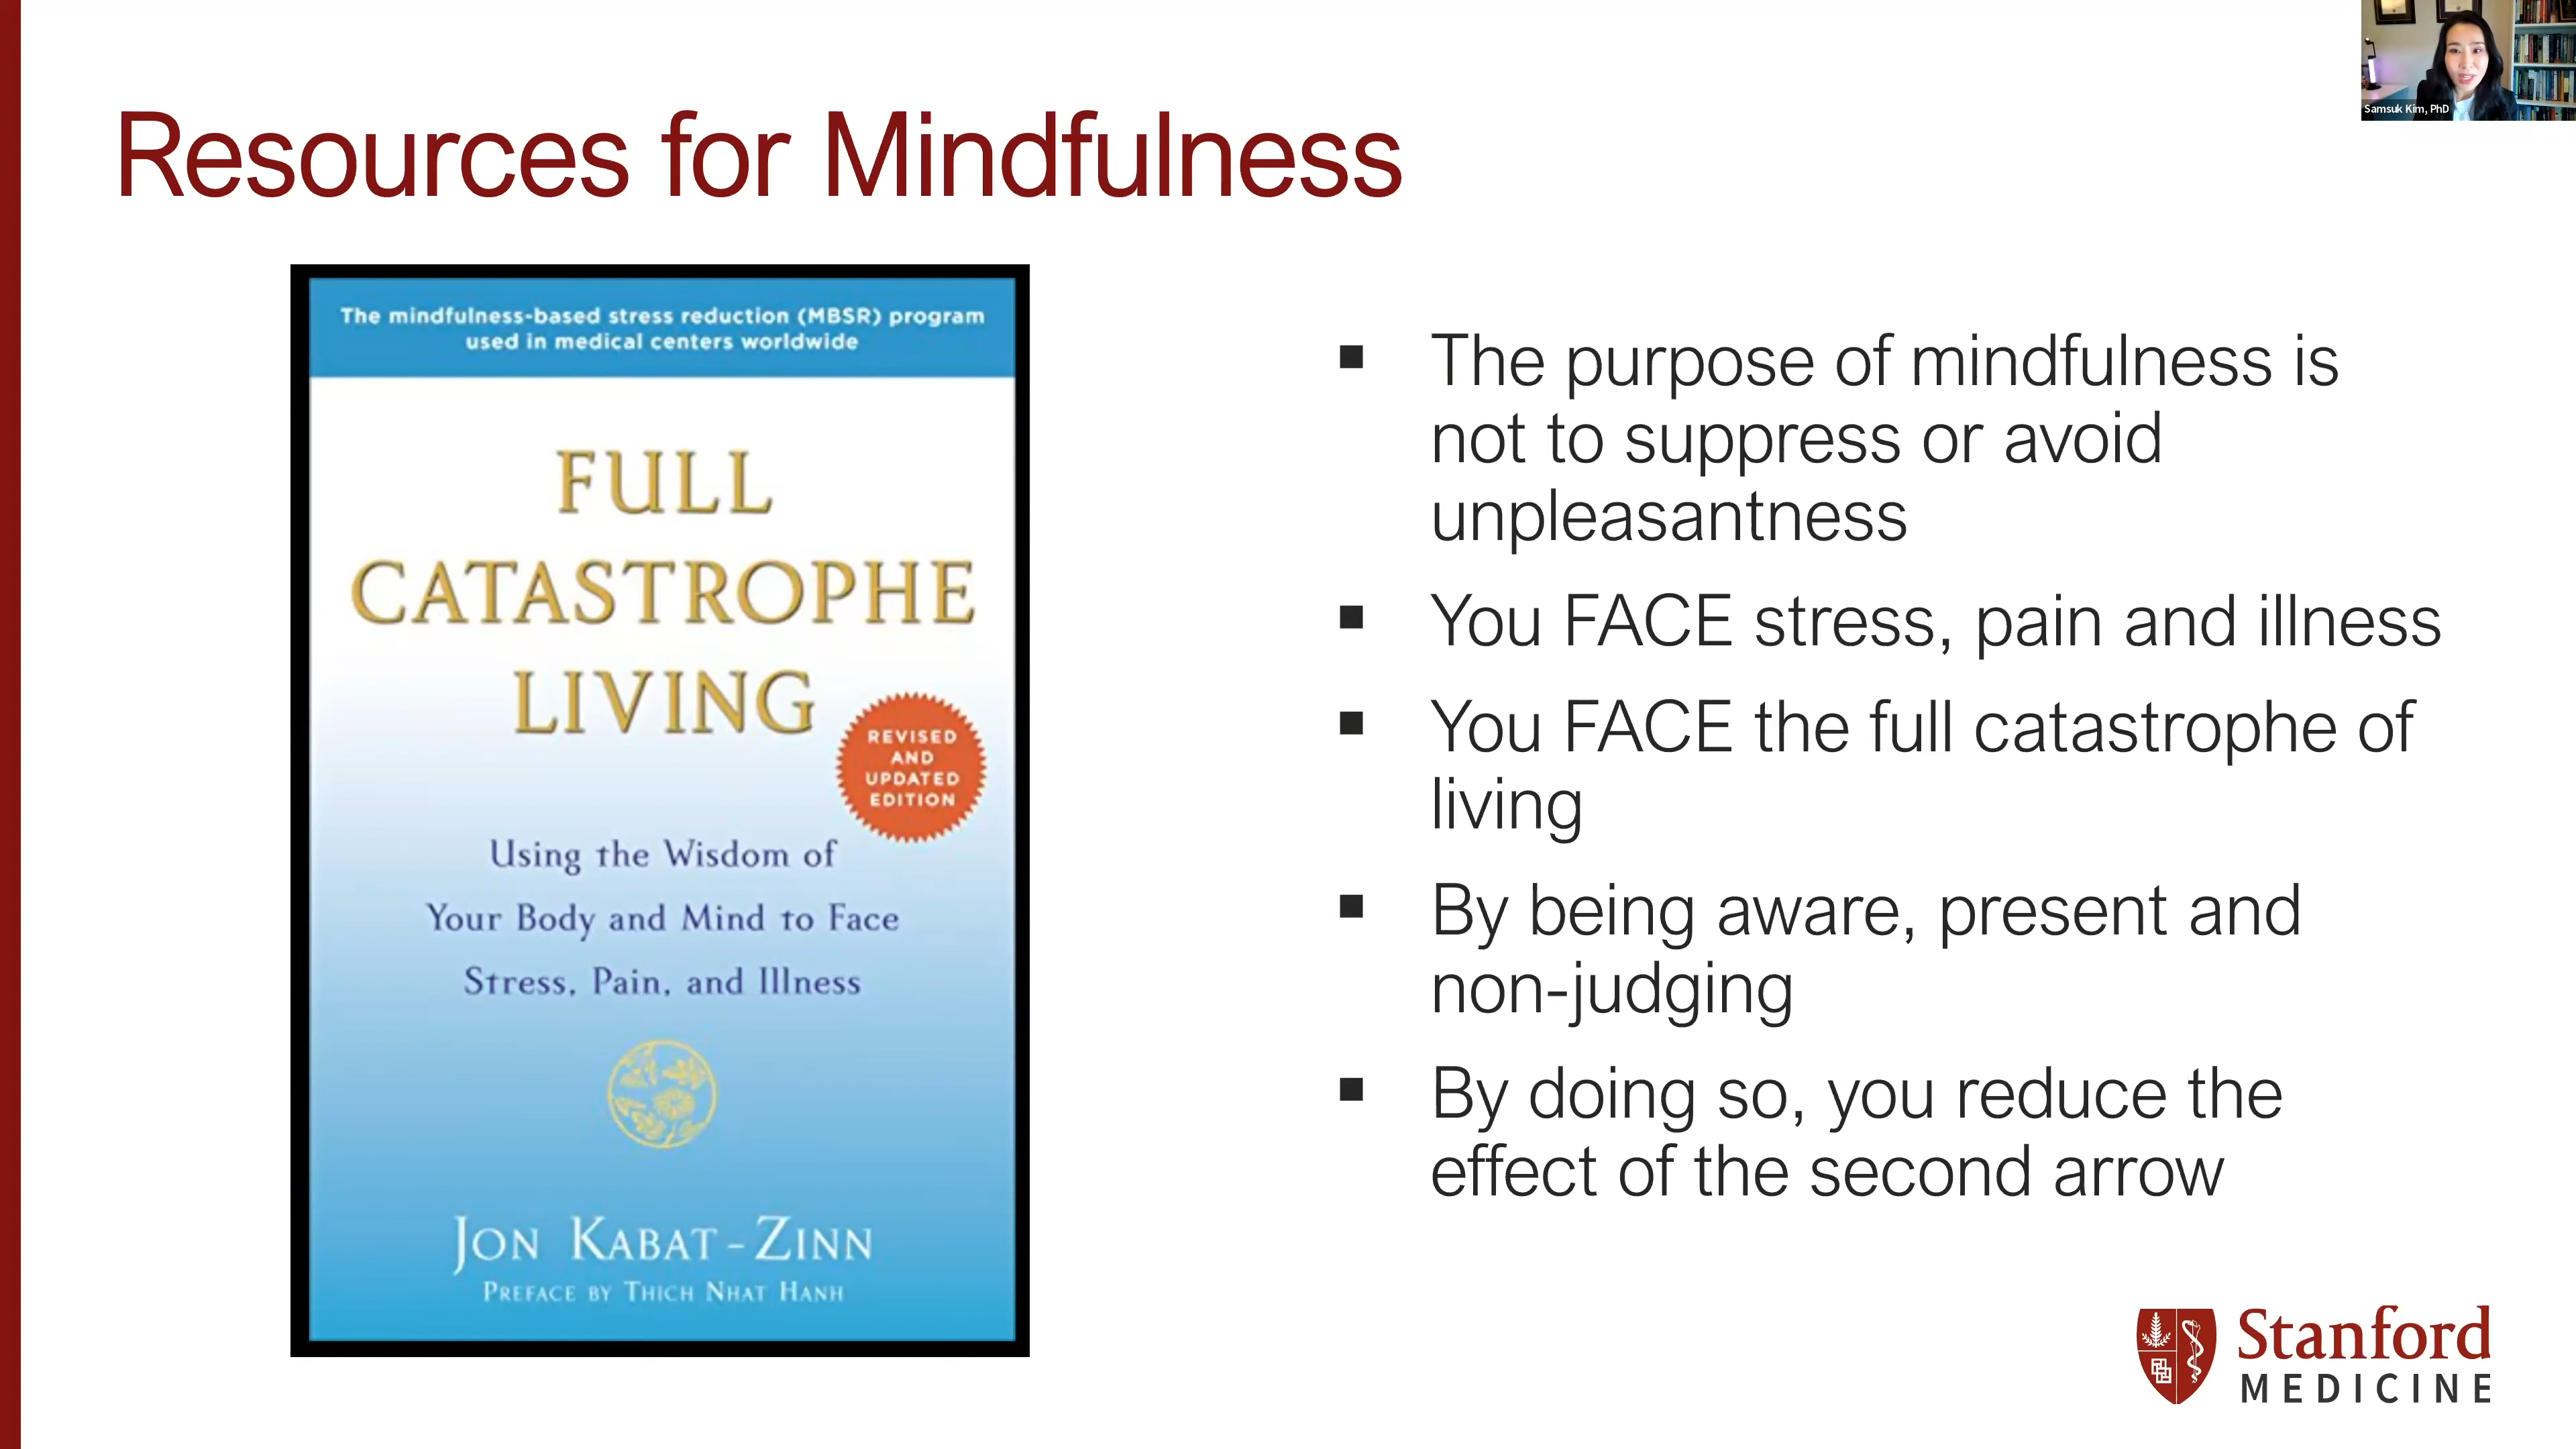 Samsuk Kim, PhD
Resources for Mindfulness
The mindfulness-based stress reduction (MBSR) program
used in medical centers worldwide
FULL
CATASTROPHE
LIVING
REVISED
AND
UPDATED
EDITION
Using the Wisdom of
Your Body and Mind to Face
Stress, Pain, and Illness
JON KABAT-ZINN
PREFACE BY THICH NHAT HANH
▪ The purpose of mindfulness is
not to suppress or avoid
unpleasantness
▪ You FACE stress, pain and illness
▪ You FACE the full catastrophe of
living
▪ By being aware, present and
non-judging
▪ By doing so, you reduce the
effect of the second arrow
Stanford
MEDICINE